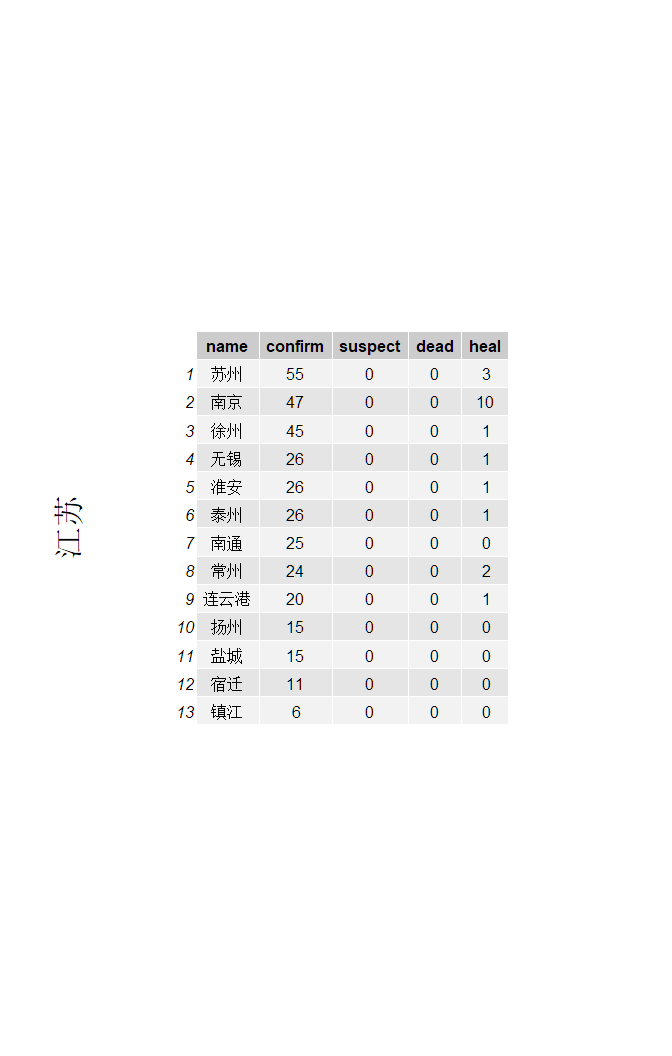 江苏
name confirm suspect dead heal
1 苏州 55 0 0 3
2 南京 47 0 0 10
3 徐州 45 0 0 1
4 无锡 26 0 0 1
5 淮安 26 0 0 1
6 泰州 26 0 0 1
7 南通 25 0 0 0
8 常州 24 0 0 2
9 连云港 20 0 0 1
10 扬州 15 0 0 0
11 盐城 15 0 0 0
12 宿迁 11 0 0 0
13 镇江 6 0 0 0